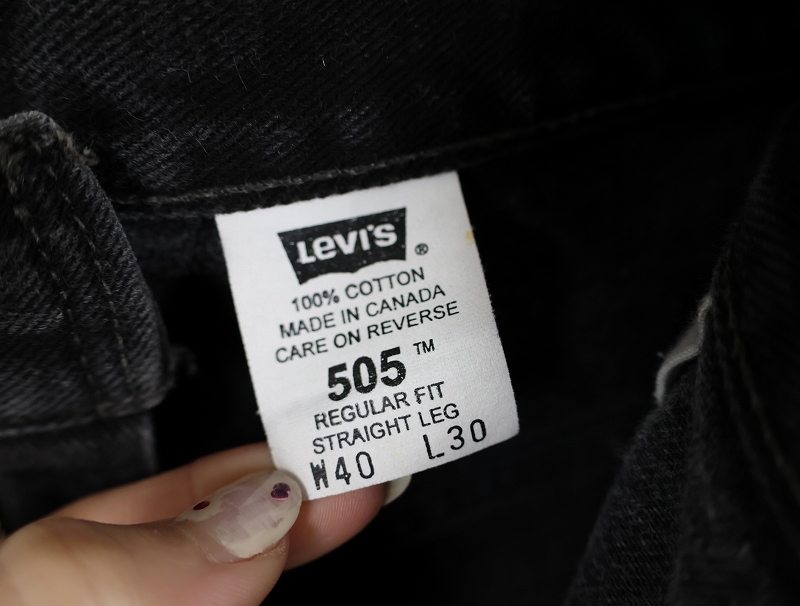 Levi's ®
100% COTTON
MADE IN CANADA
CARE ON REVERSE
505 ™
REGULAR FIT
STRAIGHT LEG
W40 L30